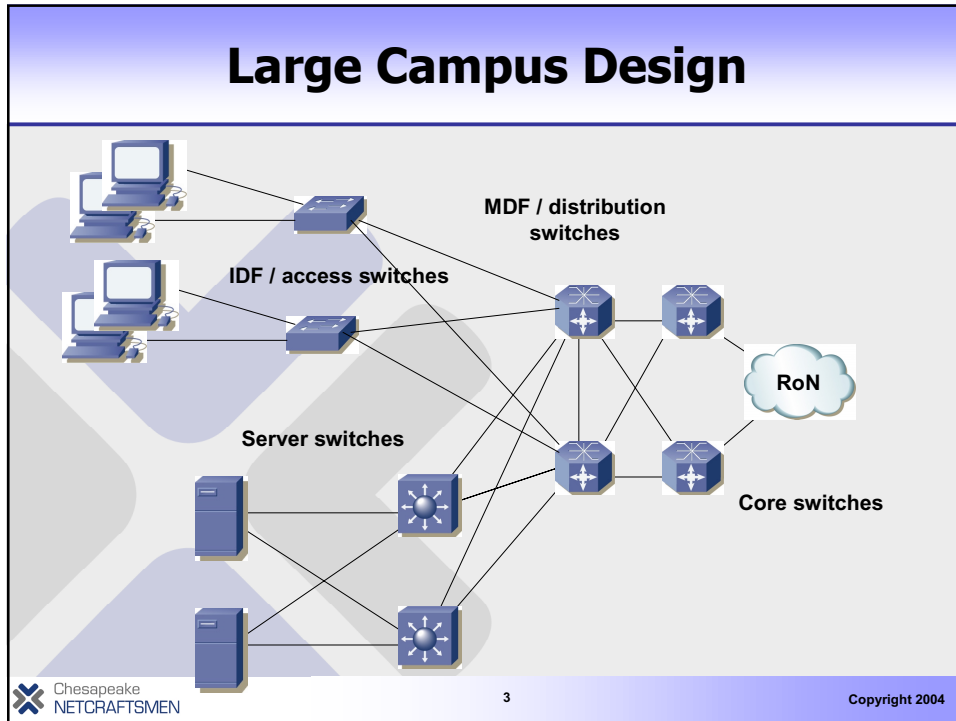 Large Campus Design
MDF / distribution
switches
IDF / access switches
RoN
Server switches
Core switches
Chesapeake
NETCRAFTSMEN
3
Copyright 2004